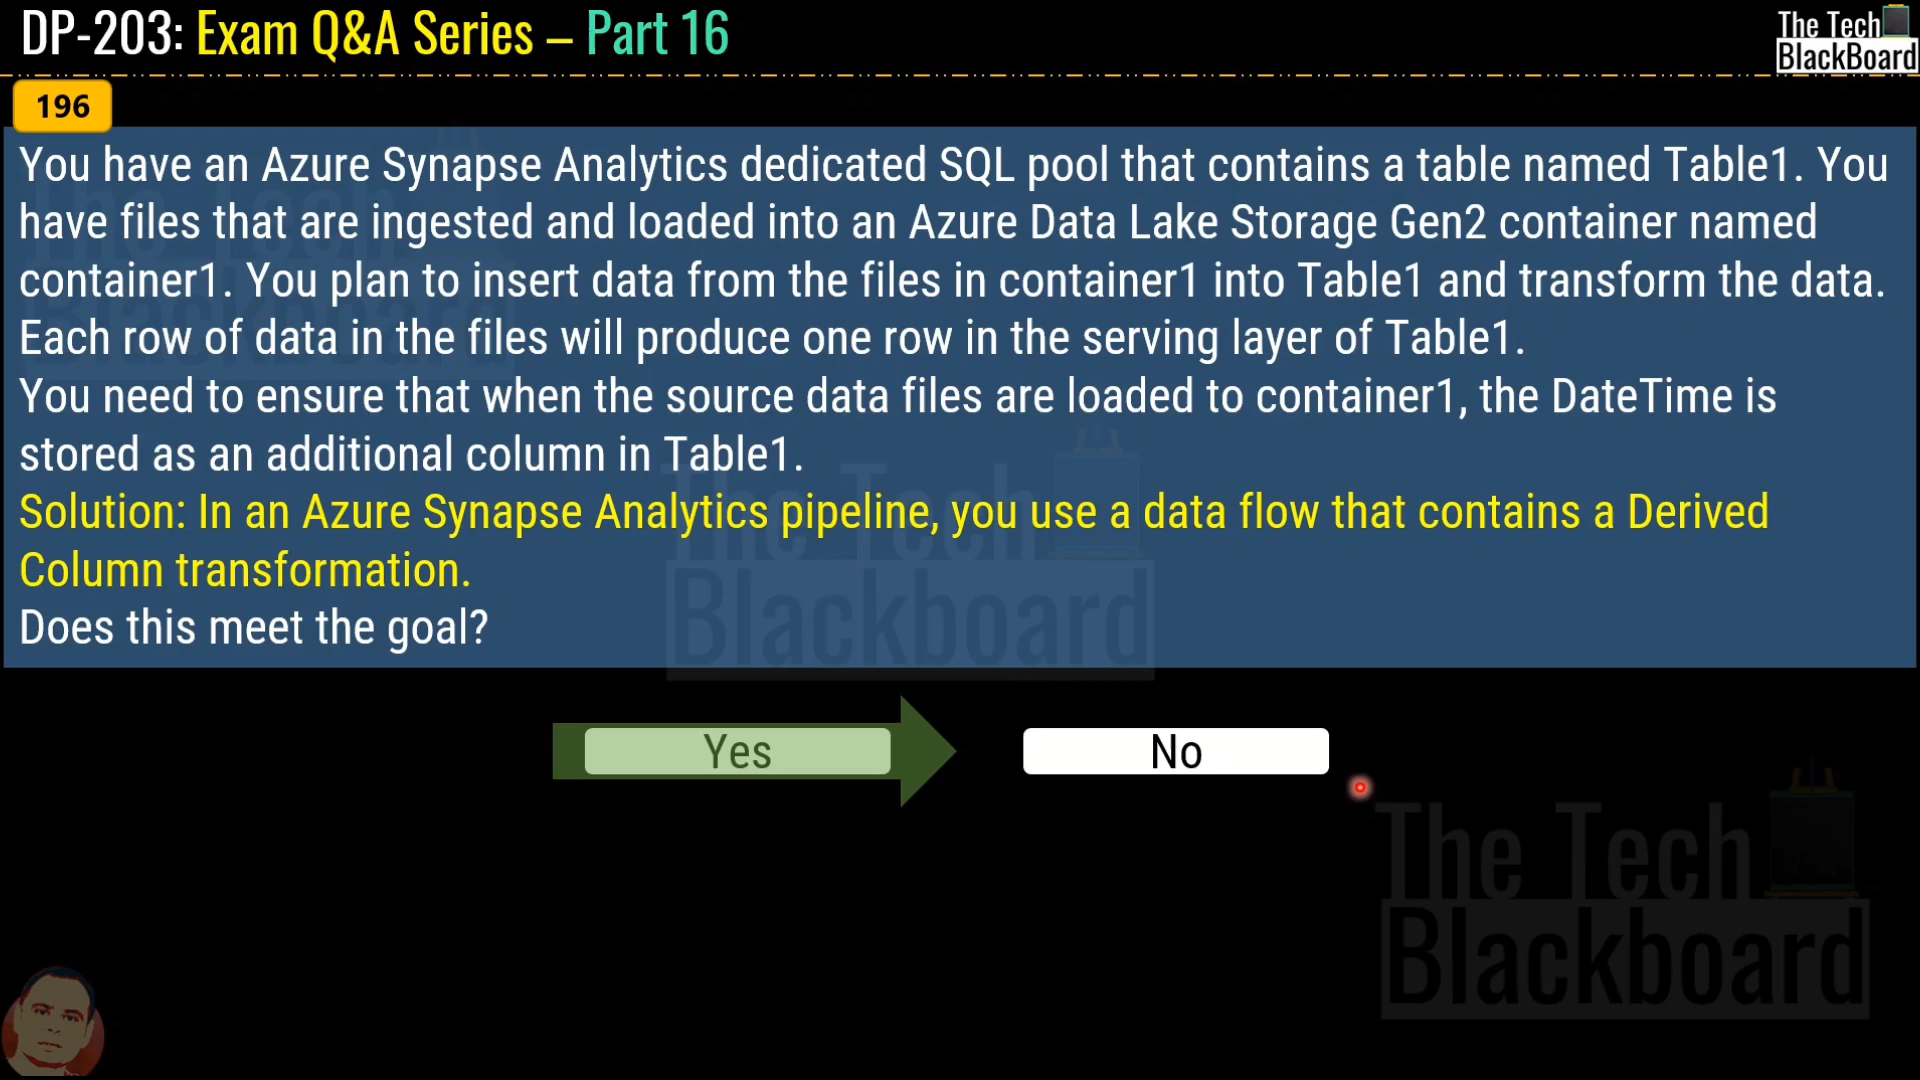 DP-203: Exam Q&A Series – Part 16
The Tech
BlackBoard
196
You have an Azure Synapse Analytics dedicated SQL pool that contains a table named Table1. You
have files that are ingested and loaded into an Azure Data Lake Storage Gen2 container named
container1. You plan to insert data from the files in container1 into Table1 and transform the data.
Each row of data in the files will produce one row in the serving layer of Table1.
You need to ensure that when the source data files are loaded to container1, the DateTime is
stored as an additional column in Table1.
Solution: In an Azure Synapse Analytics pipeline, you use a data flow that contains a Derived
Column transformation.
Does this meet the goal?
The Tech
Blackboard
The Tech
Blackboard
Yes
No
The Tech
Blackboard